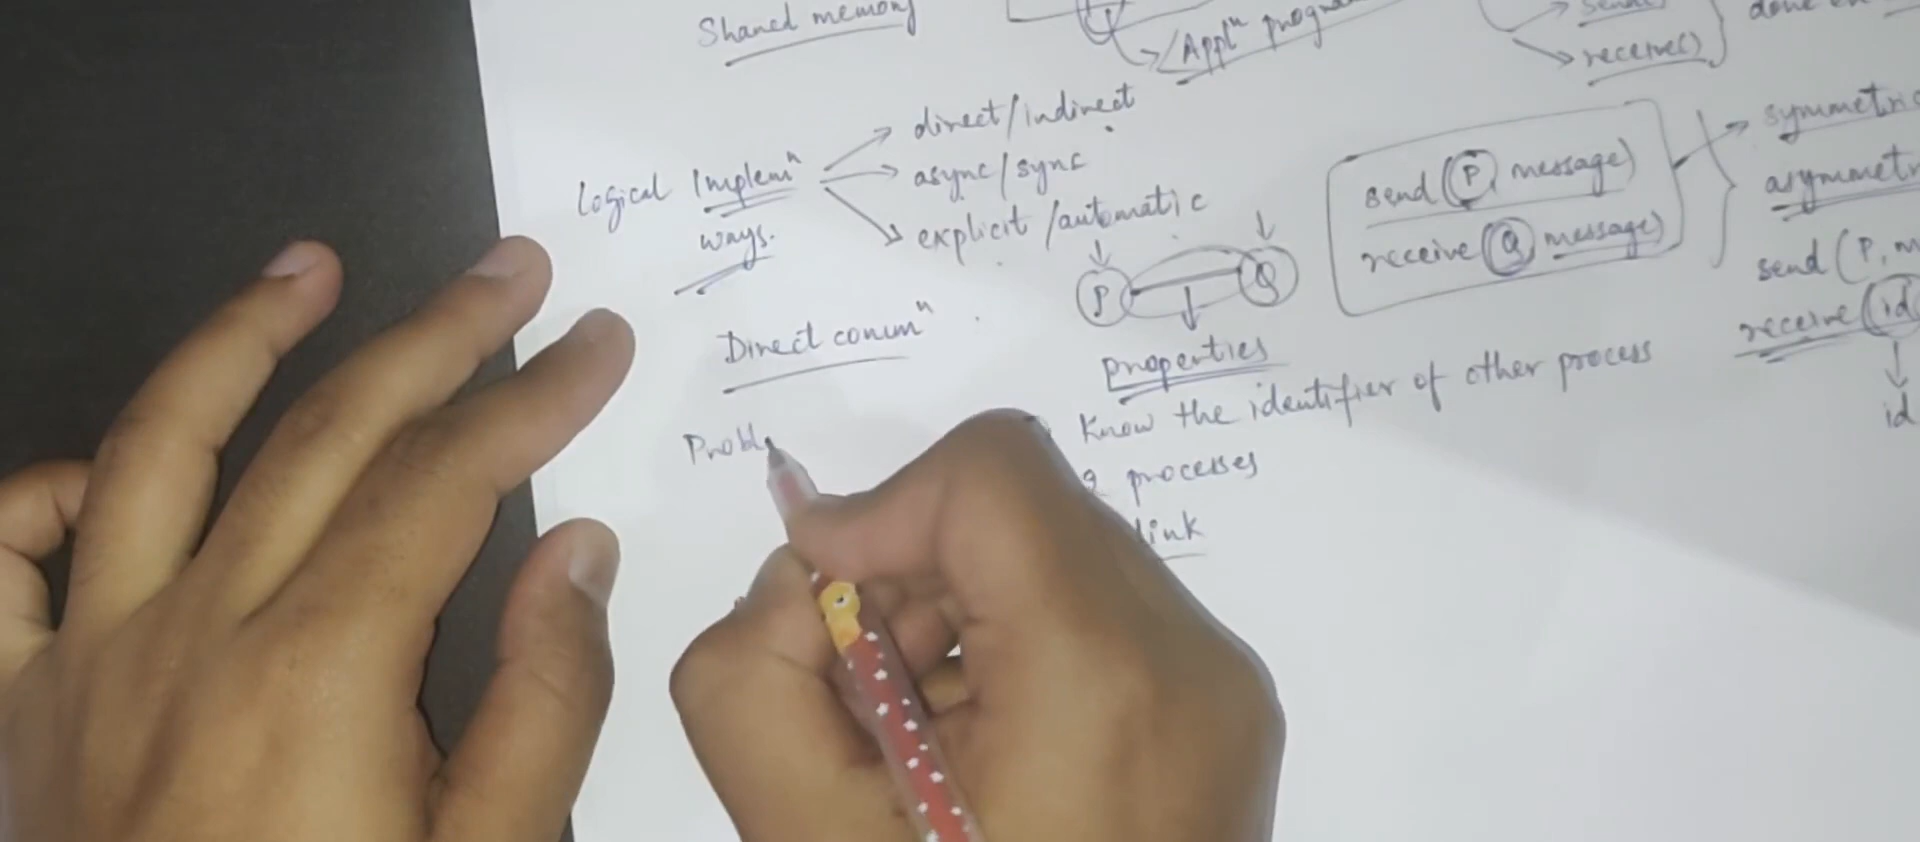 Shared memory
Applⁿ
receive()
done
Logical Implemⁿ
ways.
direct/indirect
async/sync
explicit/automatic
P Q
send (P, message)
receive (Q message)
symmetric
asymmetr
send (P, m
receive (id
id
Direct commⁿ
Properties
Know the identifier of other process
2 processes
link
Probl